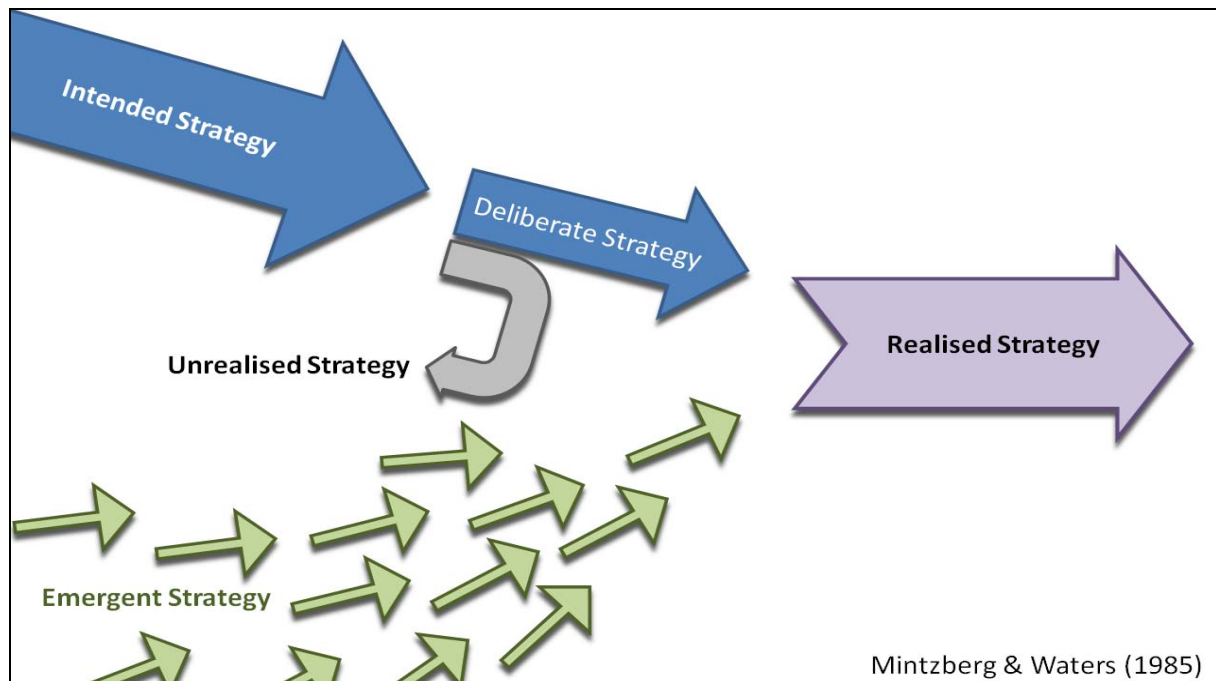 Intended Strategy
Deliberate Strategy
Unrealised Strategy
Realised Strategy
Emergent Strategy
Mintzberg & Waters (1985)